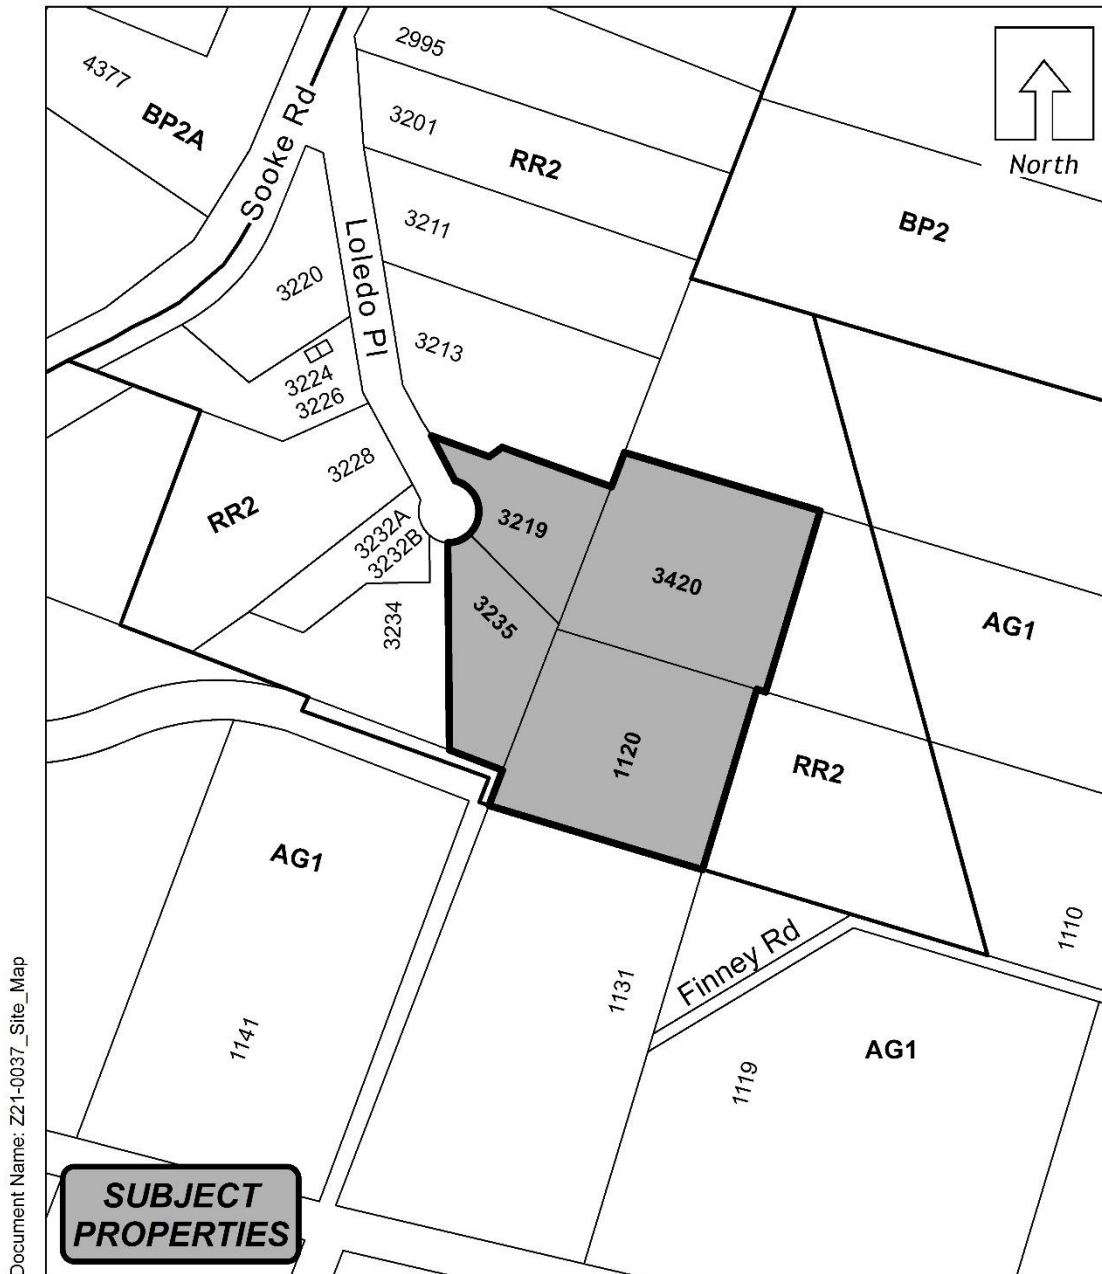 2995
4377
3201
BP2A
Sooke Rd
RR2
North
3211
BP2
Loledo Pl
3220
3213
3224
3226
3228
RR2
3219
3232A
3232B
3420
3235
3234
AG1
1120
RR2
AG1
1110
Finney Rd
1131
1141
AG1
1119
SUBJECT
PROPERTIES
Document Name: Z21-0037_Site_Map